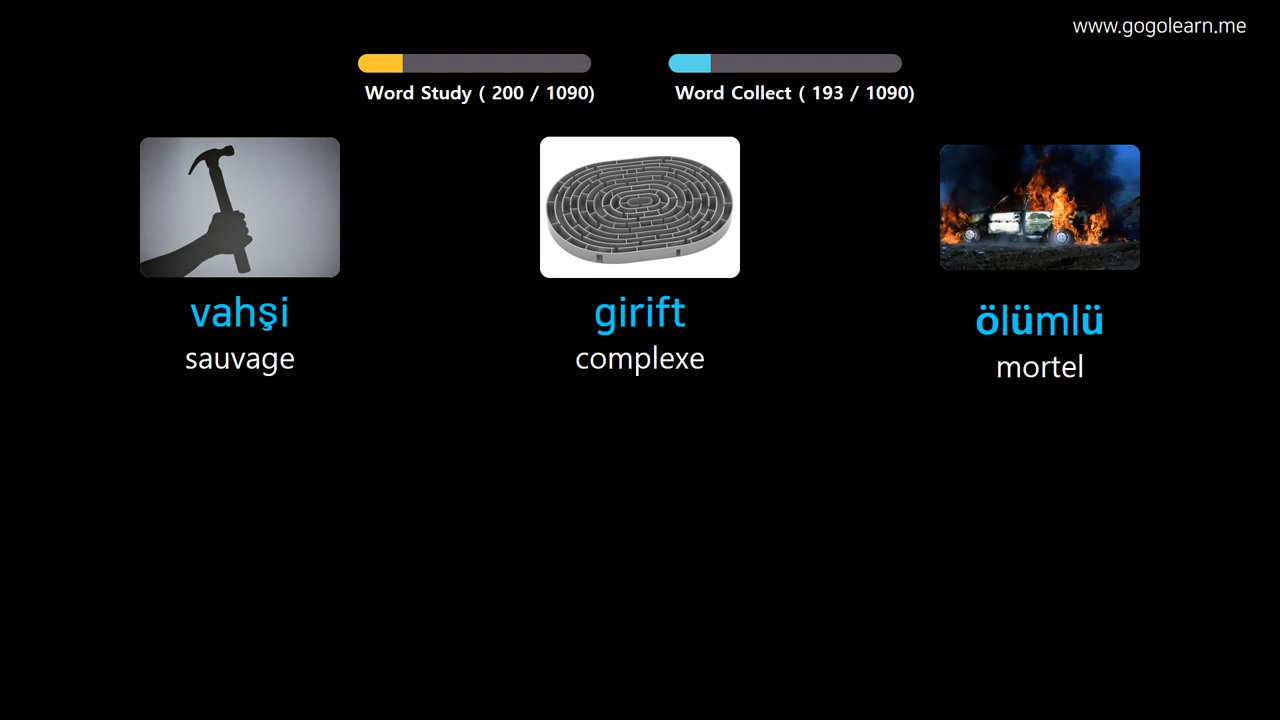 www.gogolearn.me
Word Study ( 200 / 1090)
Word Collect ( 193 / 1090)
vahşi
sauvage
girift
complexe
ölümlü
mortel